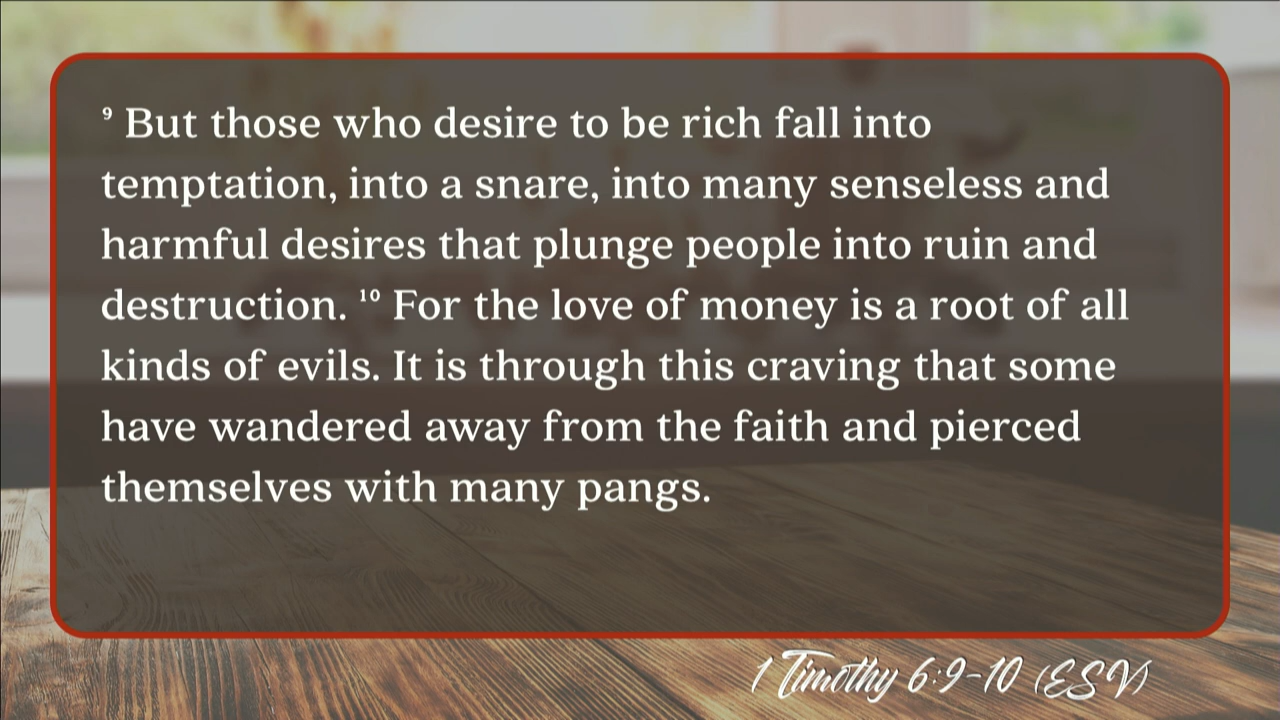 ⁹ But those who desire to be rich fall into
temptation, into a snare, into many senseless and
harmful desires that plunge people into ruin and
destruction. ¹⁰ For the love of money is a root of all
kinds of evils. It is through this craving that some
have wandered away from the faith and pierced
themselves with many pangs.
1 Timothy 6:9-10 (ESV)